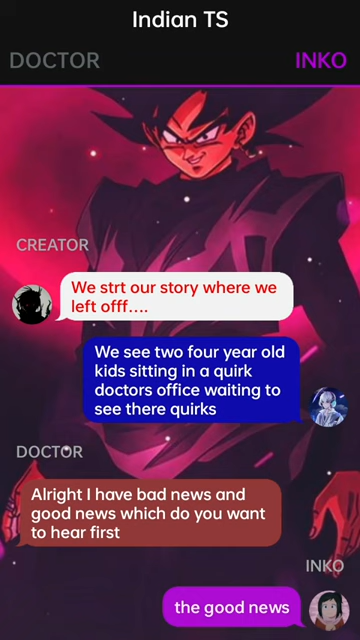 Indian TS
DOCTOR
INKO
CREATOR
We strt our story where we
left offf....
We see two four year old
kids sitting in a quirk
doctors office waiting to
see there quirks
DOCTOR
Alright I have bad news and
good news which do you want
to hear first
INKO
the good news